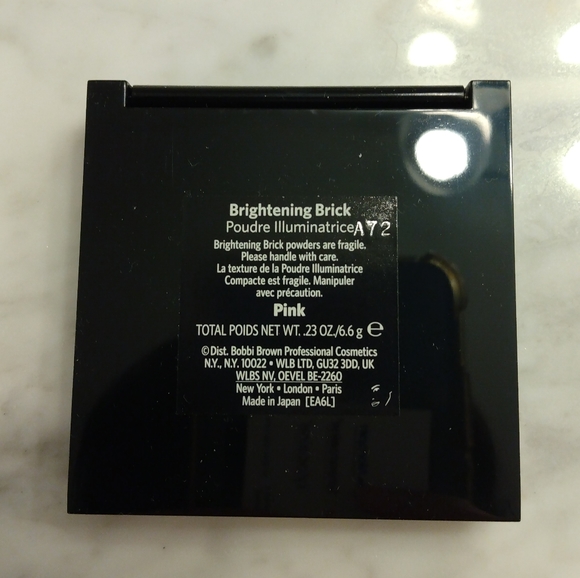 Brightening Brick
Poudre Illuminatrice A72
Brightening Brick powders are fragile.
Please handle with care.
La texture de la Poudre Illuminatrice
Compacte est fragile. Manipuler
avec précaution.
Pink
TOTAL POIDS NET WT. .23 OZ./6.6 g ℮
© Dist. Bobbi Brown Professional Cosmetics
N.Y., N.Y. 10022 • WLB LTD, GU32 3DD, UK
WLBS NV, OEVEL BE-2260
New York • London • Paris
Made in Japan [EA6L]